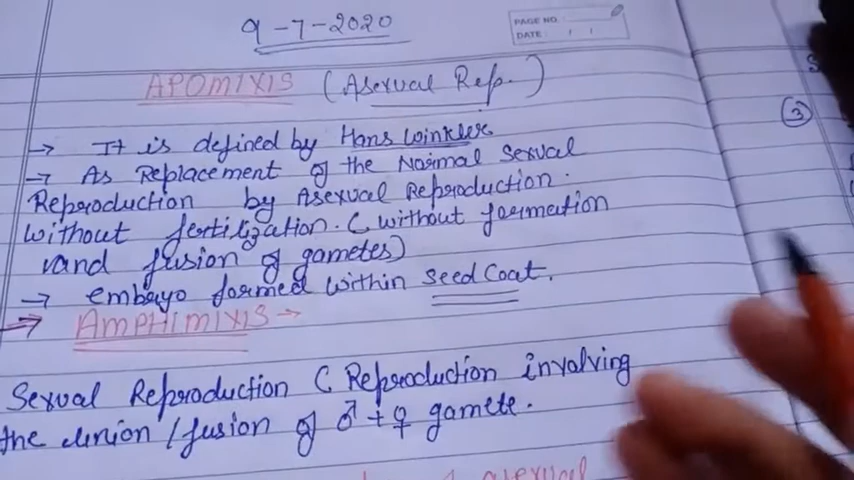 9-7-2020
PAGE NO.
DATE: / /
APOMIXIS (Asexual Rep.)
→ It is defined by Hans Winkler
→ As Replacement of the Normal Sexual
Reproduction by Asexual Reproduction.
without fertilization. ( without formation
and fusion of gametes)
→ embryo formed within Seed Coat.
→ AMPHIMIXIS →
Sexual Reproduction ( Reproduction involving
the union / fusion of ♂ + ♀ gamete.
asexual
3